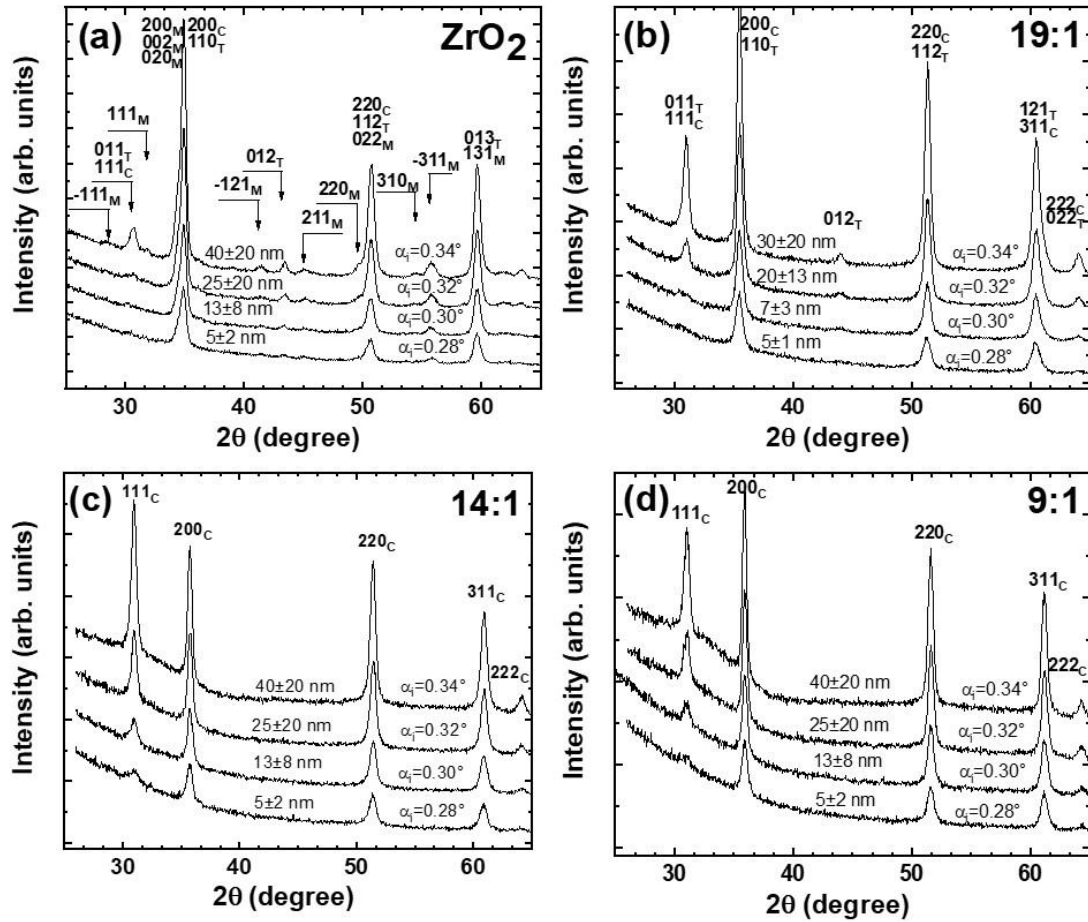 (a)
ZrO2
200M 200C
002M 110T
020M
111M
011T
111C
-111M
012T
-121M
211M
220M
220C
112T
022M
310M
-311M
013T
131M
40±20 nm
αi=0.34°
25±20 nm
αi=0.32°
13±8 nm
αi=0.30°
5±2 nm
αi=0.28°
30 40 50 60
2θ (degree)
Intensity (arb. units)
(b)
19:1
200C
110T
220C
112T
011T
111C
121T
311C
012T
222C
022T
30±20 nm
αi=0.34°
20±13 nm
αi=0.32°
7±3 nm
αi=0.30°
5±1 nm
αi=0.28°
30 40 50 60
2θ (degree)
Intensity (arb. units)
(c)
14:1
111C
200C
220C
311C
222C
40±20 nm
αi=0.34°
25±20 nm
αi=0.32°
13±8 nm
αi=0.30°
5±2 nm
αi=0.28°
30 40 50 60
2θ (degree)
Intensity (arb. units)
(d)
9:1
111C
200C
220C
311C
222C
40±20 nm
αi=0.34°
25±20 nm
αi=0.32°
13±8 nm
αi=0.30°
5±2 nm
αi=0.28°
30 40 50 60
2θ (degree)
Intensity (arb. units)